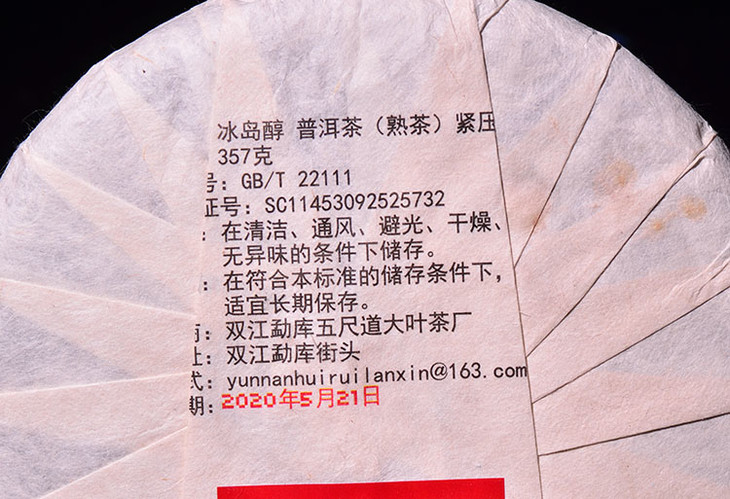 冰岛醇 普洱茶（熟茶）紧压
357克
号：GB/T 22111
证号：SC11453092525732
：在清洁、通风、避光、干燥、
无异味的条件下储存。
：在符合本标准的储存条件下，
适宜长期保存。
商：双江勐库五尺道大叶茶厂
址：双江勐库街头
式：yunnanhuiruilanxin@163.com
期：2020年5月21日